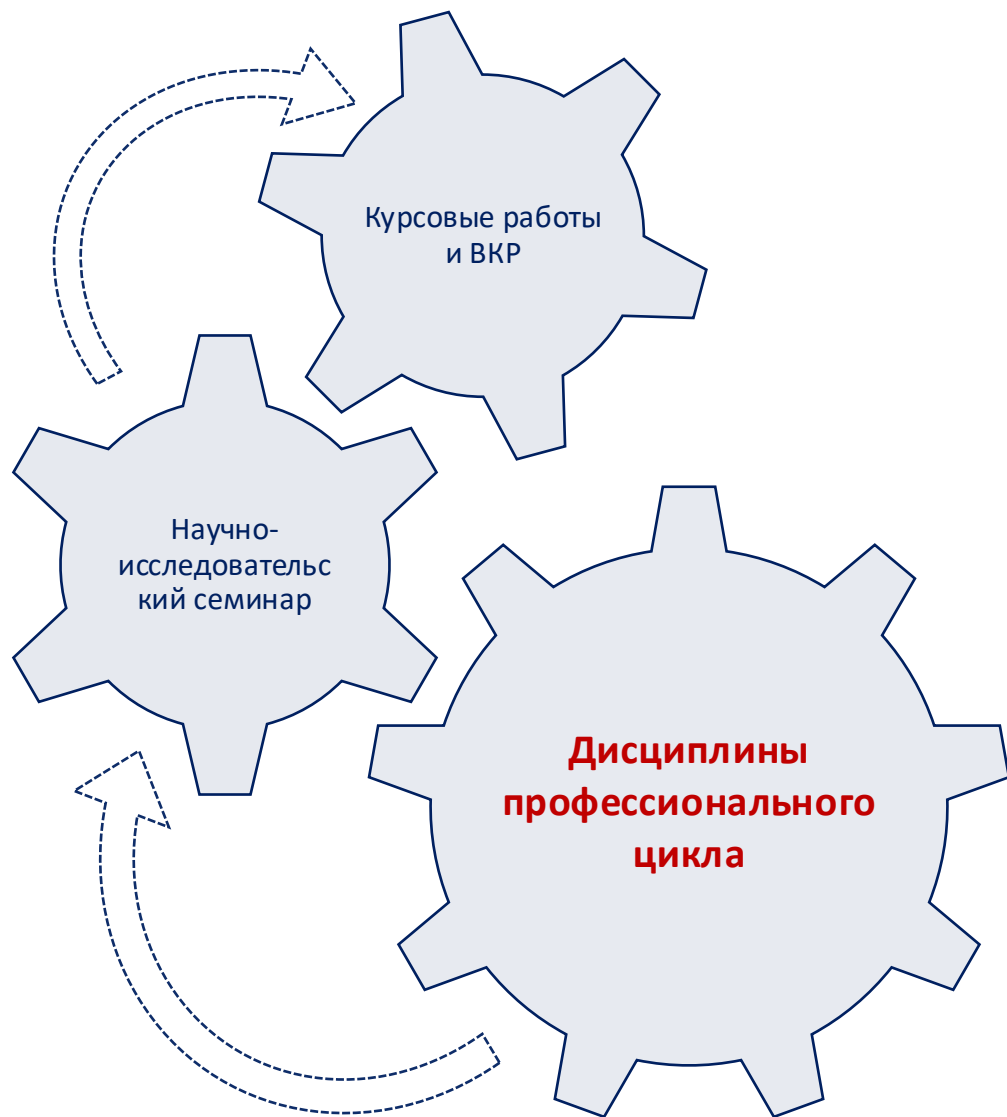 Курсовые работы
и ВКР
Научно-
исследовательс
кий семинар
Дисциплины
профессионального
цикла